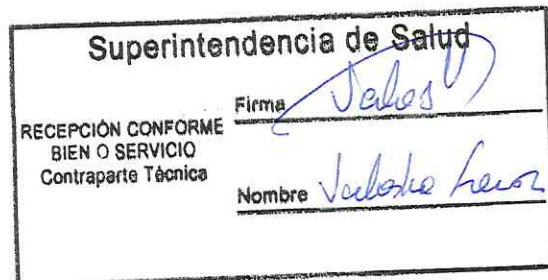 Superintendencia de Salud
RECEPCIÓN CONFORME
BIEN O SERVICIO
Contraparte Técnica
Firma
Nombre